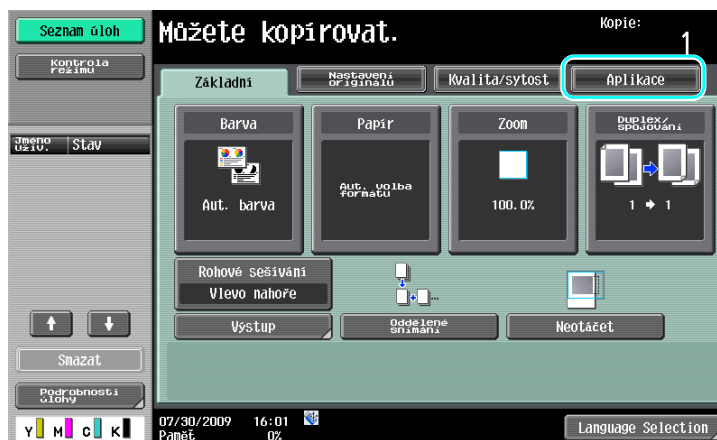 Seznam úloh
Můžete kopírovat.
Kopie:
1
Kontrola
režimu
Základní
Nastavení
originálu
Kvalita/sytost
Aplikace
Jméno
uživ.
Stav
Barva
Papír
Zoom
Duplex/
spojování
Aut. barva
Aut. volba
formátu
100.0%
1 → 1
Rohové sešívání
Vlevo nahoře
Výstup
Oddělené
snímání
Neotáčet
Smazat
Podrobnosti
úlohy
Y M C K
07/30/2009 16:01
Paměť 0%
Language Selection